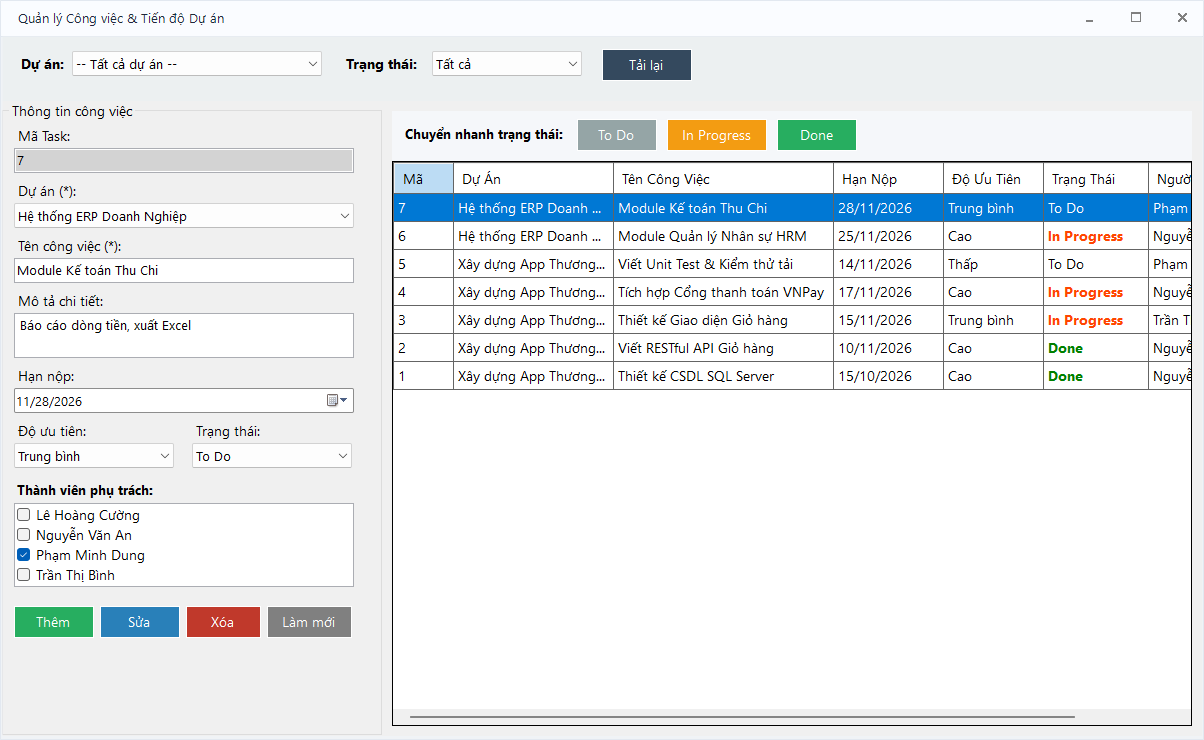 Quản lý Công việc & Tiến độ Dự án
Dự án: -- Tất cả dự án -- Trạng thái: Tất cả Tải lại
Thông tin công việc
Mã Task:
7
Dự án (*):
Hệ thống ERP Doanh Nghiệp
Tên công việc (*):
Module Kế toán Thu Chi
Mô tả chi tiết:
Báo cáo dòng tiền, xuất Excel
Hạn nộp:
11/28/2026
Độ ưu tiên: Trạng thái:
Trung bình To Do
Thành viên phụ trách:
Lê Hoàng Cường
Nguyễn Văn An
Phạm Minh Dung
Trần Thị Bình
Thêm Sửa Xóa Làm mới
Chuyển nhanh trạng thái: To Do In Progress Done
Mã Dự Án Tên Công Việc Hạn Nộp Độ Ưu Tiên Trạng Thái Ngườ
7 Hệ thống ERP Doanh ... Module Kế toán Thu Chi 28/11/2026 Trung bình To Do Phạm
6 Hệ thống ERP Doanh ... Module Quản lý Nhân sự HRM 25/11/2026 Cao In Progress Nguyễ
5 Xây dựng App Thương... Viết Unit Test & Kiểm thử tải 14/11/2026 Thấp To Do Phạm
4 Xây dựng App Thương... Tích hợp Cổng thanh toán VNPay 17/11/2026 Cao In Progress Nguyễ
3 Xây dựng App Thương... Thiết kế Giao diện Giỏ hàng 15/11/2026 Trung bình In Progress Trần T
2 Xây dựng App Thương... Viết RESTful API Giỏ hàng 10/11/2026 Cao Done Nguyễ
1 Xây dựng App Thương... Thiết kế CSDL SQL Server 15/10/2026 Cao Done Nguyễ